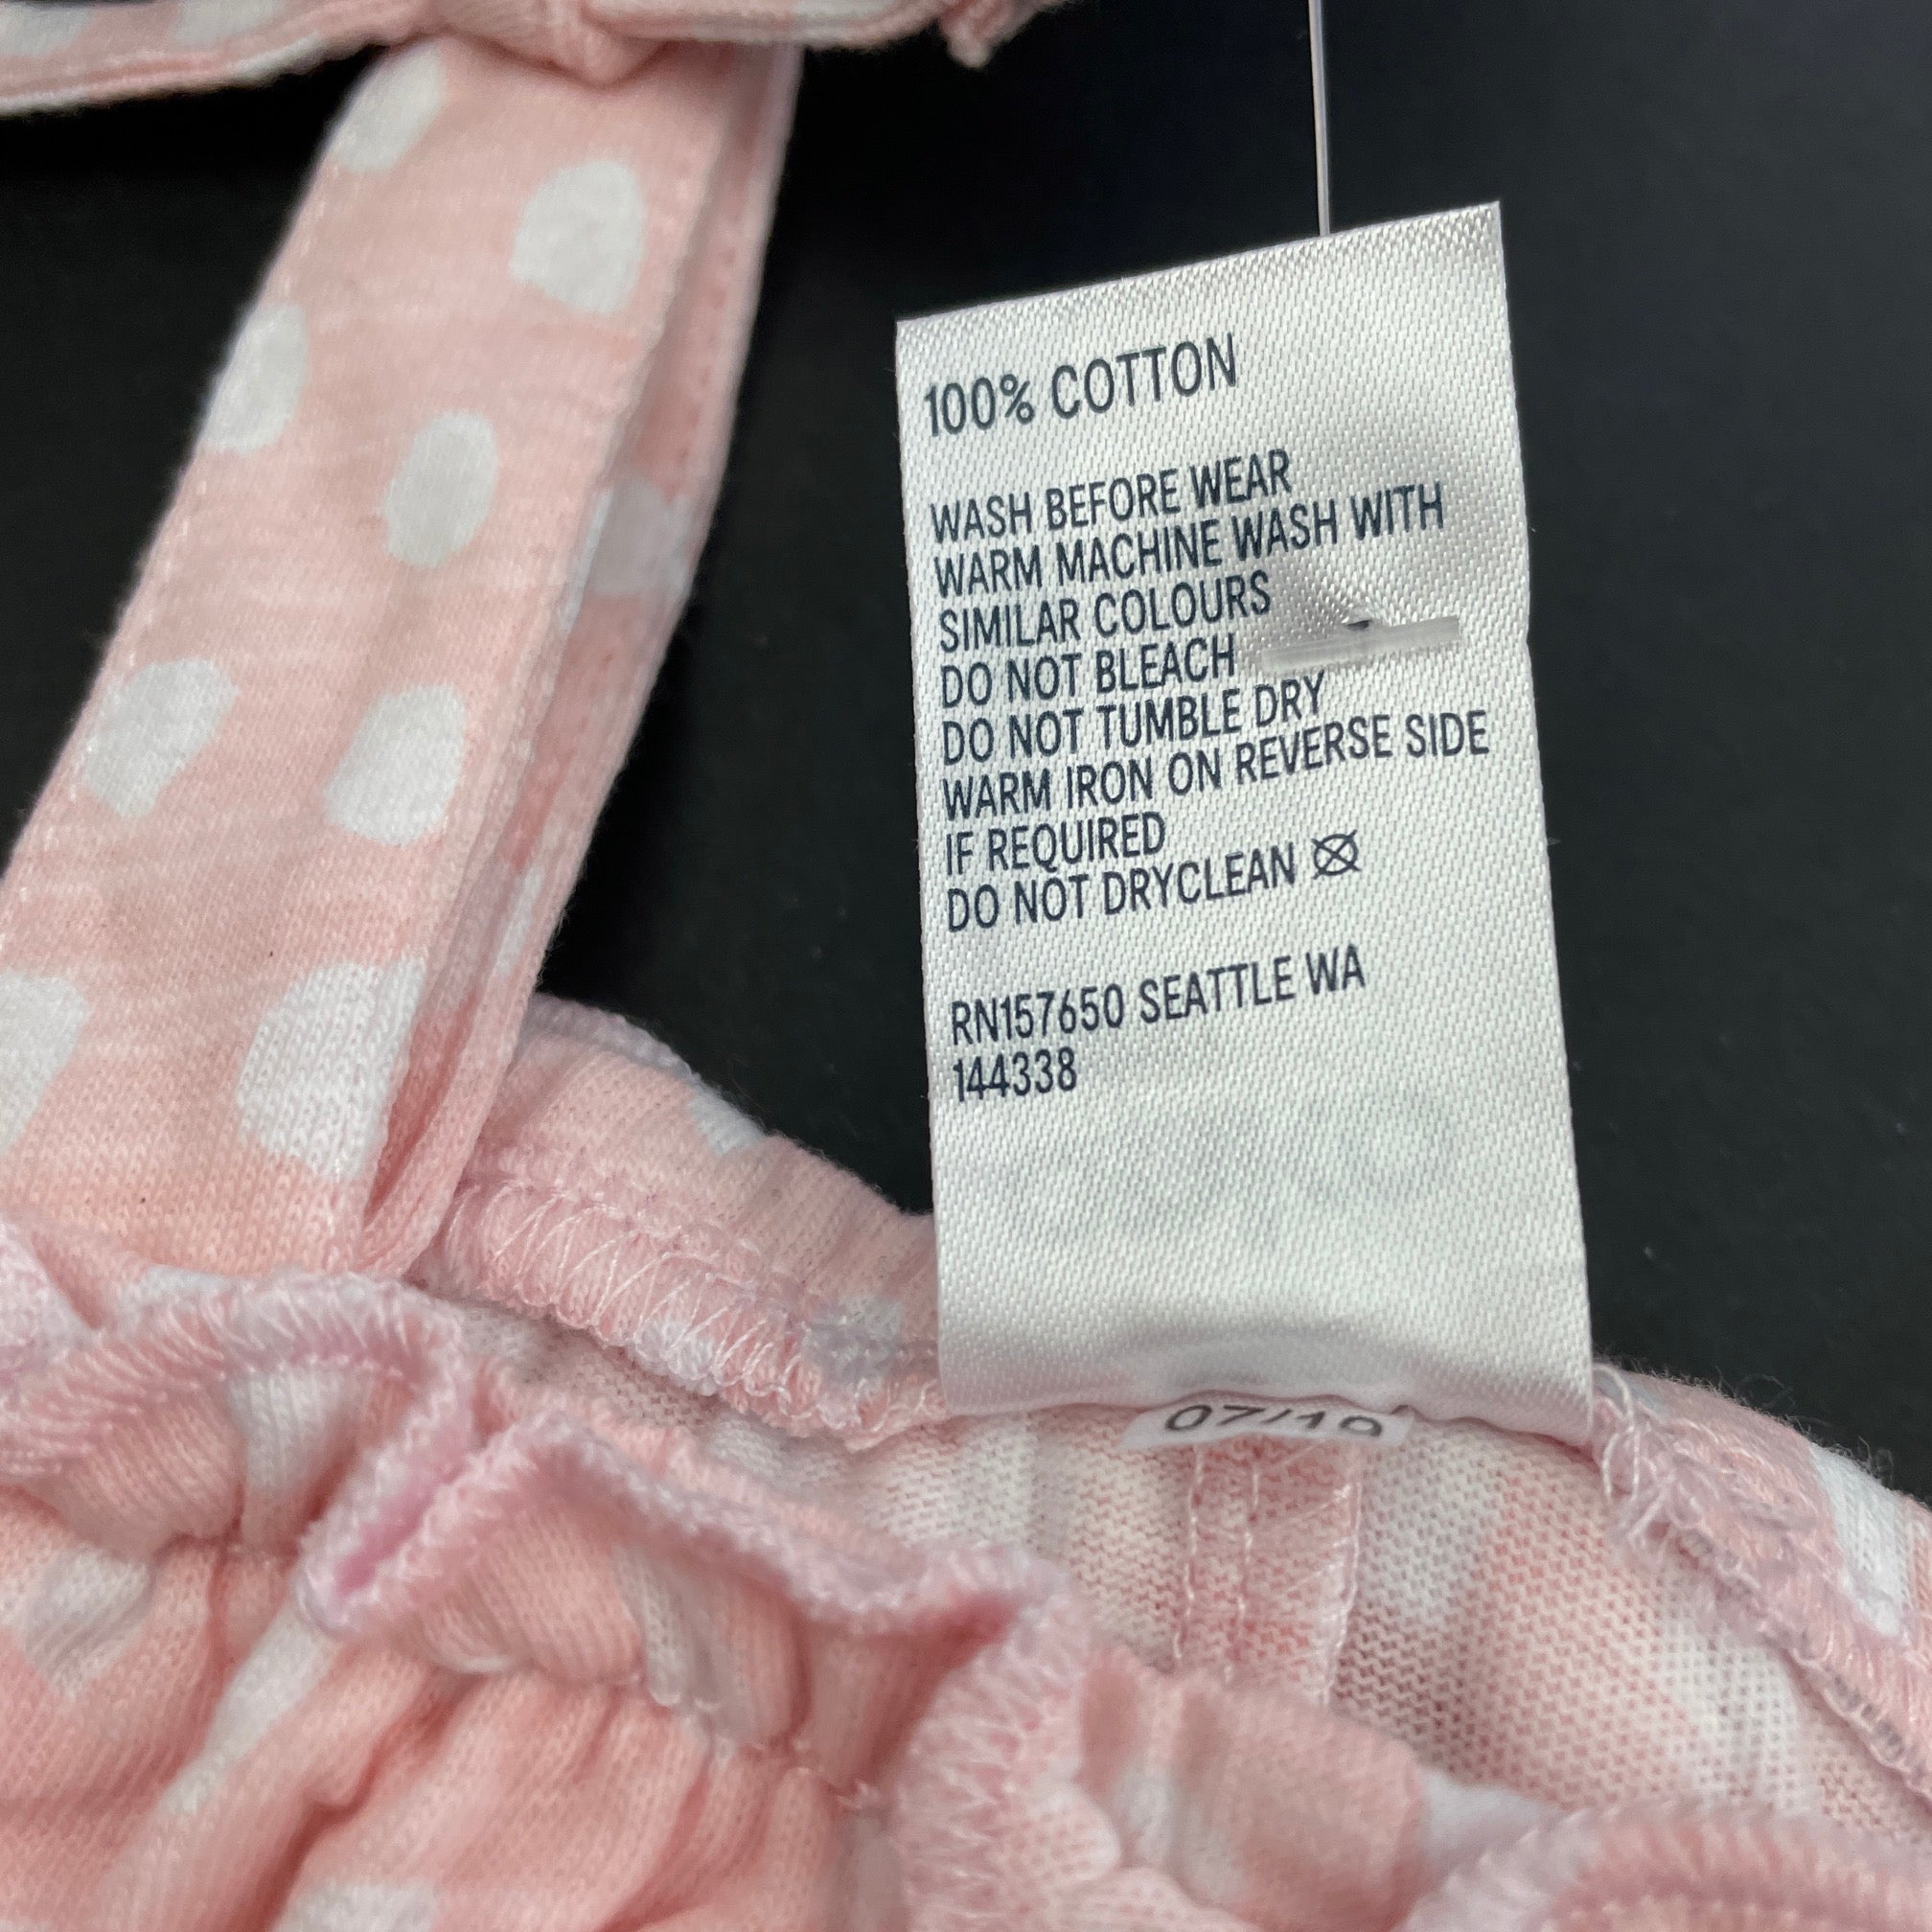 100% COTTON
WASH BEFORE WEAR
WARM MACHINE WASH WITH
SIMILAR COLOURS
DO NOT BLEACH
DO NOT TUMBLE DRY
WARM IRON ON REVERSE SIDE
IF REQUIRED
DO NOT DRYCLEAN
RN157650 SEATTLE WA
144338
07/19